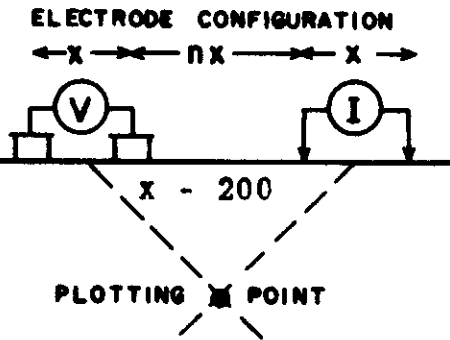 ELECTRODE CONFIGURATION
x nx x
V I
x - 200
PLOTTING POINT